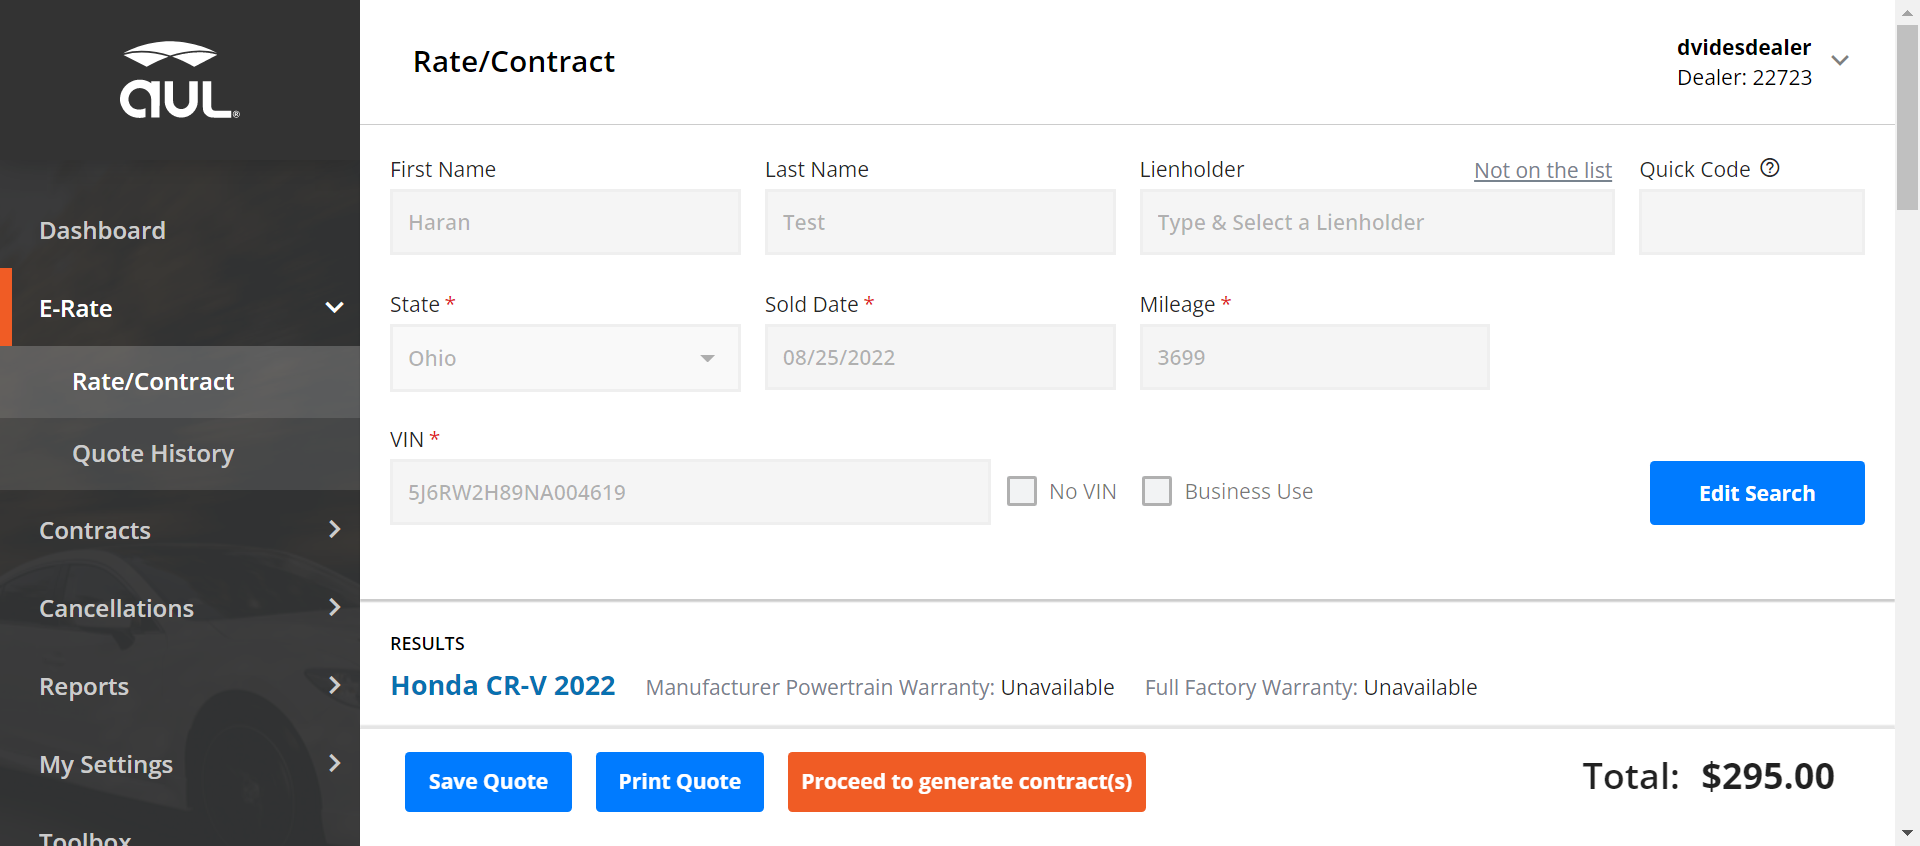 aul®
Dashboard
E-Rate
Rate/Contract
Quote History
Contracts
Cancellations
Reports
My Settings
Toolbox
Rate/Contract
dvidesdealer
Dealer: 22723
First Name
Last Name
Lienholder
Not on the list
Quick Code
Haran
Test
Type & Select a Lienholder
State *
Sold Date *
Mileage *
Ohio
08/25/2022
3699
VIN *
5J6RW2H89NA004619
No VIN
Business Use
Edit Search
RESULTS
Honda CR-V 2022 Manufacturer Powertrain Warranty: Unavailable Full Factory Warranty: Unavailable
Save Quote
Print Quote
Proceed to generate contract(s)
Total: $295.00